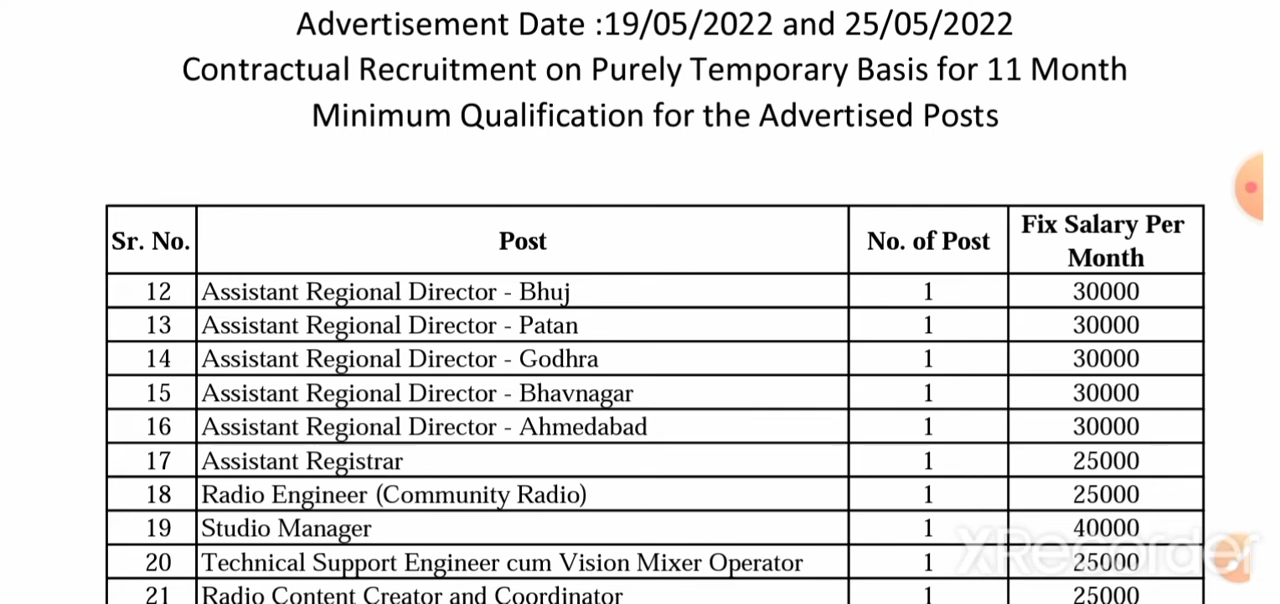 Advertisement Date :19/05/2022 and 25/05/2022
Contractual Recruitment on Purely Temporary Basis for 11 Month
Minimum Qualification for the Advertised Posts
Sr. No. Post No. of Post Fix Salary Per Month
12 Assistant Regional Director - Bhuj 1 30000
13 Assistant Regional Director - Patan 1 30000
14 Assistant Regional Director - Godhra 1 30000
15 Assistant Regional Director - Bhavnagar 1 30000
16 Assistant Regional Director - Ahmedabad 1 30000
17 Assistant Registrar 1 25000
18 Radio Engineer (Community Radio) 1 25000
19 Studio Manager 1 40000
20 Technical Support Engineer cum Vision Mixer Operator 1 25000
21 Radio Content Creator and Coordinator 1 25000
XRecorder